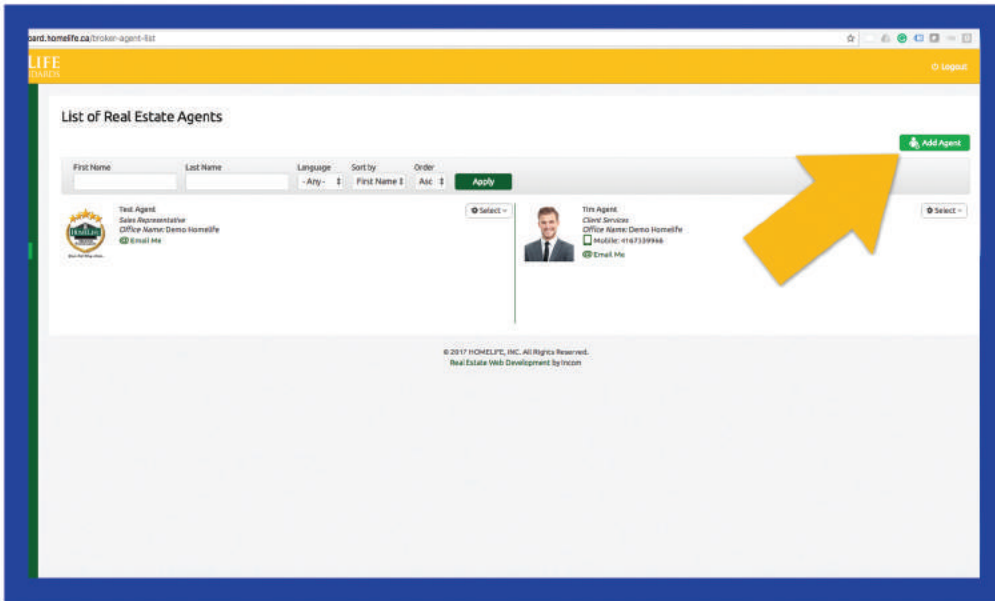 oard.homelife.ca/broker-agent-list
LIFE
DARDS
Logout
List of Real Estate Agents
Add Agent
First Name Last Name Language Sort by Order
- Any - First Name Asc Apply
Test Agent
Sales Representative
Office Name: Demo Homelife
Email Me
Select
HOMELIFE
Tim Agent
Client Services
Office Name: Demo Homelife
Mobile: 4167339966
Email Me
Select
© 2017 HOMELIFE, INC. All Rights Reserved.
Real Estate Web Development by Incom